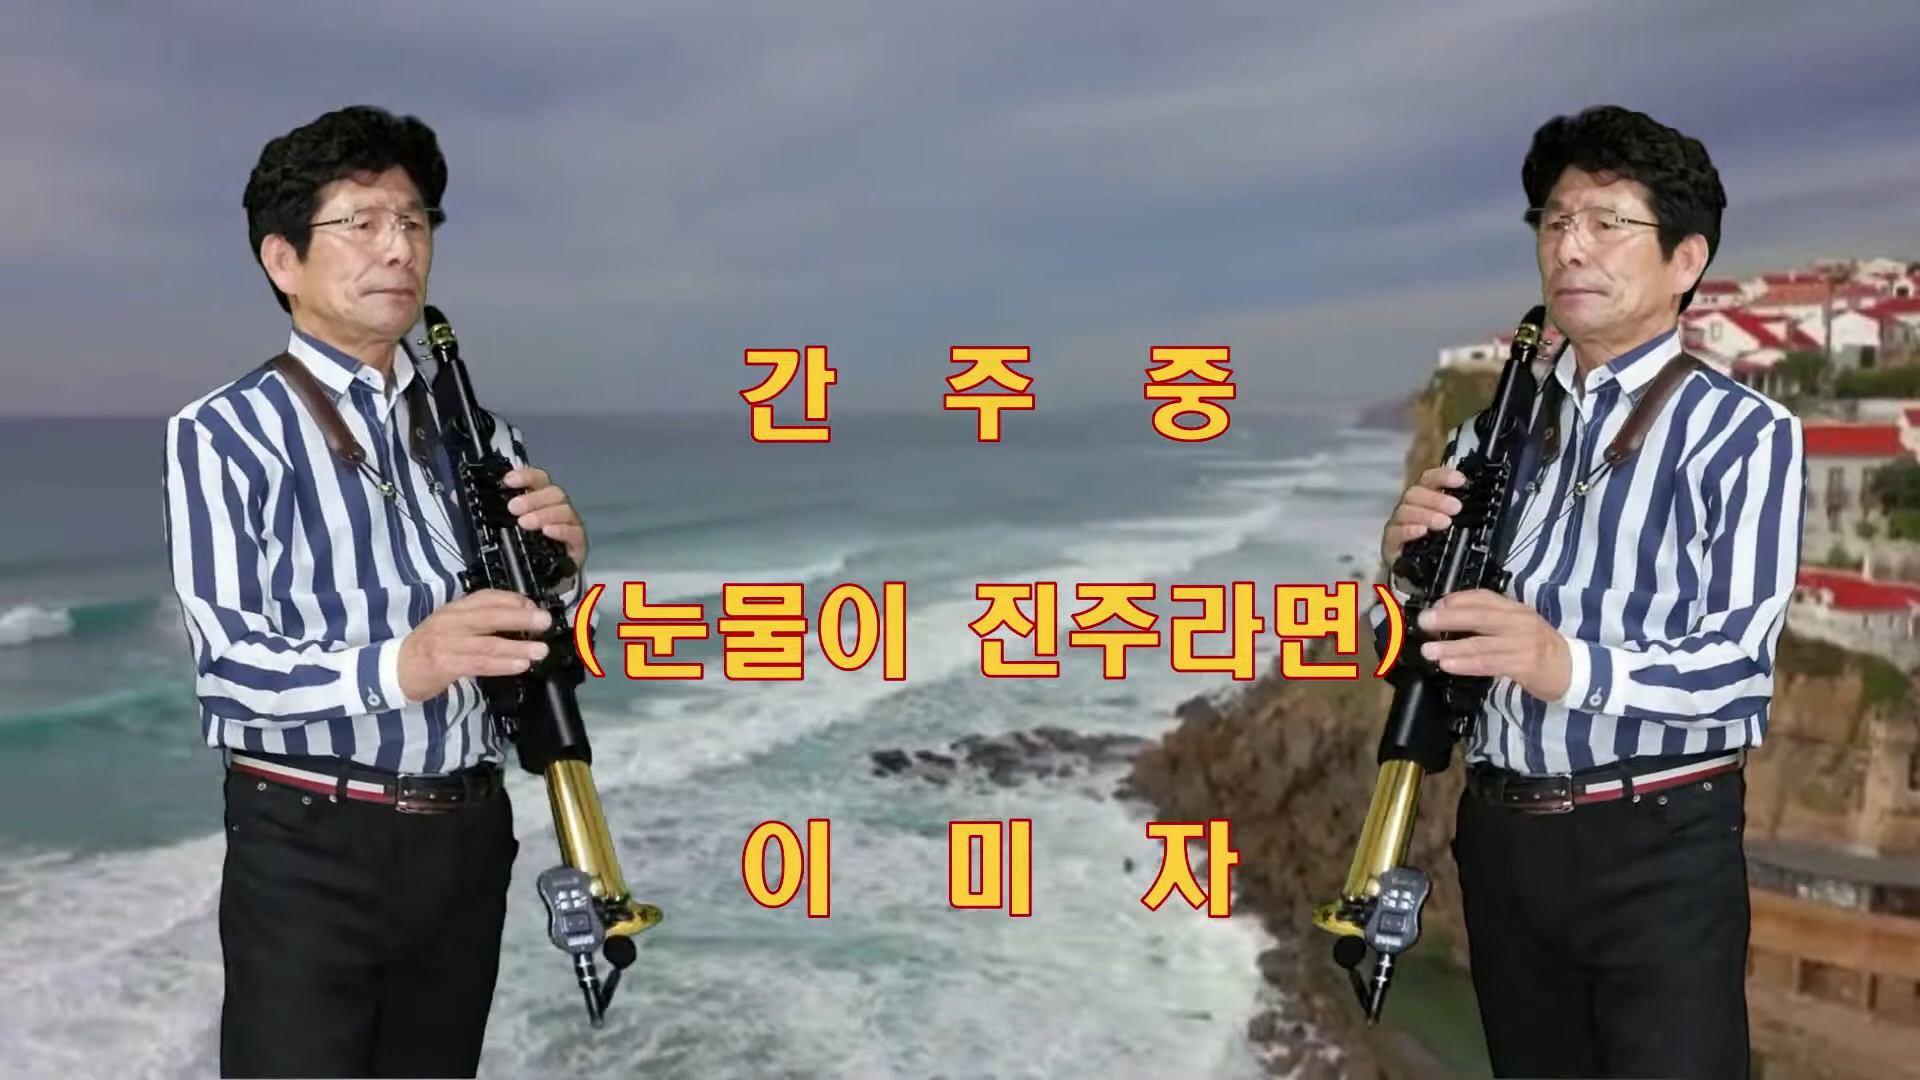 간 주 중
(눈물이 진주라면)
이 미 자